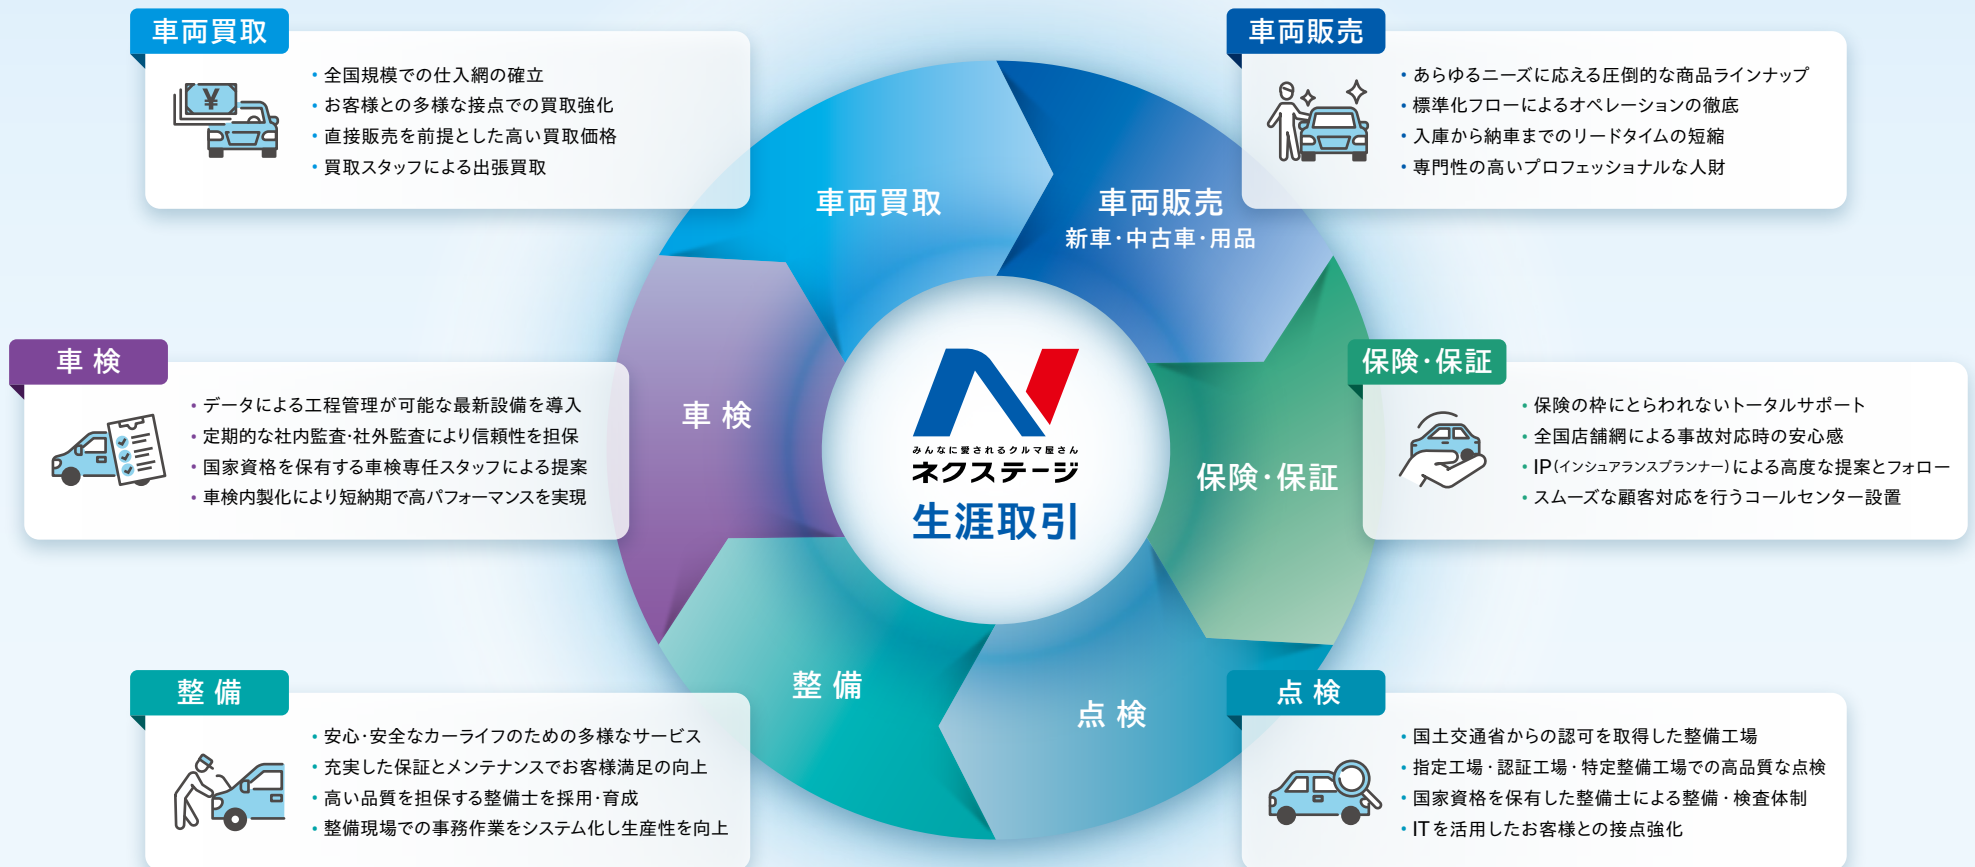 車両買取
¥
・全国規模での仕入網の確立
・お客様との多様な接点での買取強化
・直接販売を前提とした高い買取価格
・買取スタッフによる出張買取
車両販売
・あらゆるニーズに応える圧倒的な商品ラインナップ
・標準化フローによるオペレーションの徹底
・入庫から納車までのリードタイムの短縮
・専門性の高いプロフェッショナルな人財
車両買取
車両販売
新車・中古車・用品
車検
・データによる工程管理が可能な最新設備を導入
・定期的な社内監査・社外監査により信頼性を担保
・国家資格を保有する車検専任スタッフによる提案
・車検内製化により短納期で高パフォーマンスを実現
車検
みんなに愛されるクルマ屋さん
ネクステージ
生涯取引
保険・保証
保険・保証
・保険の枠にとらわれないトータルサポート
・全国店舗網による事故対応時の安心感
・IP(インシュアランスプランナー)による高度な提案とフォロー
・スムーズな顧客対応を行うコールセンター設置
整備
点検
整備
・安心・安全なカーライフのための多様なサービス
・充実した保証とメンテナンスでお客様満足の向上
・高い品質を担保する整備士を採用・育成
・整備現場での事務作業をシステム化し生産性を向上
点検
・国土交通省からの認可を取得した整備工場
・指定工場・認証工場・特定整備工場での高品質な点検
・国家資格を保有した整備士による整備・検査体制
・ITを活用したお客様との接点強化